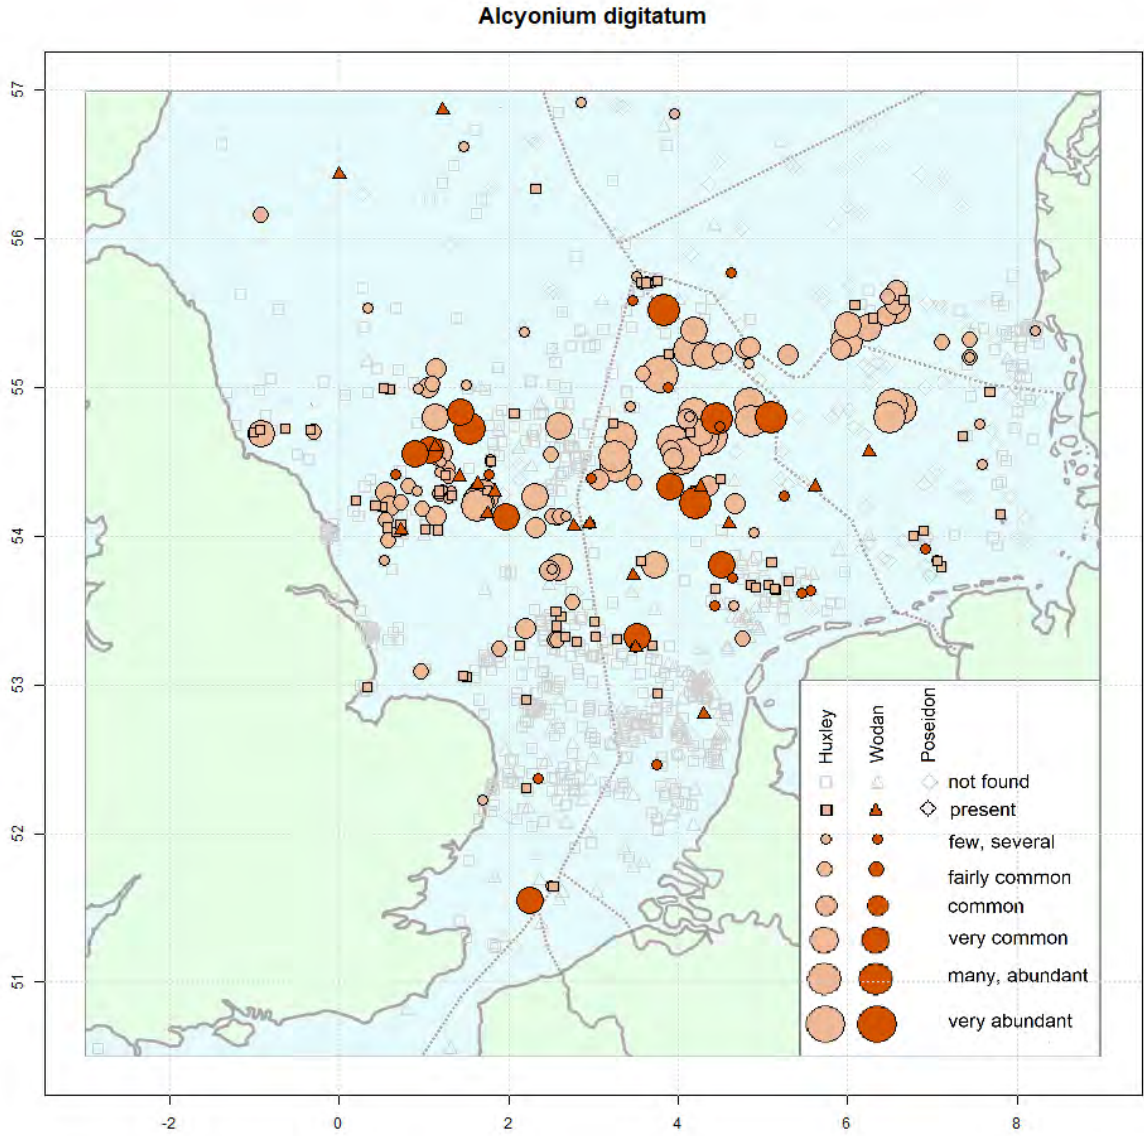 Alcyonium digitatum
57
56
55
54
53
52
51
Huxley
Wodan
Poseidon
not found
present
few, several
fairly common
common
very common
many, abundant
very abundant
-2
0
2
4
6
8